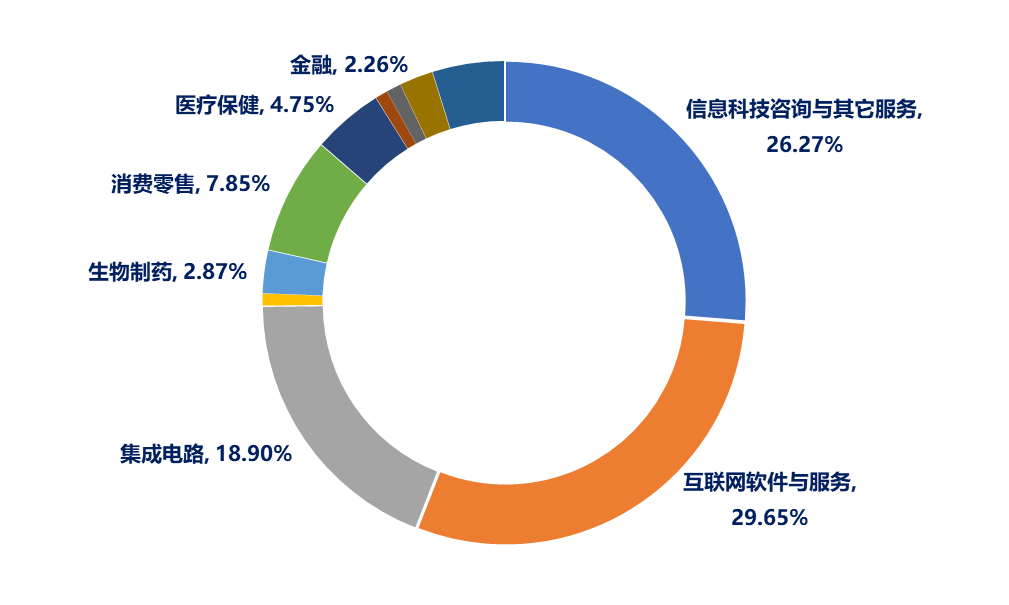 金融, 2.26%
医疗保健, 4.75%
信息科技咨询与其它服务,
26.27%
消费零售, 7.85%
生物制药, 2.87%
集成电路, 18.90%
互联网软件与服务,
29.65%